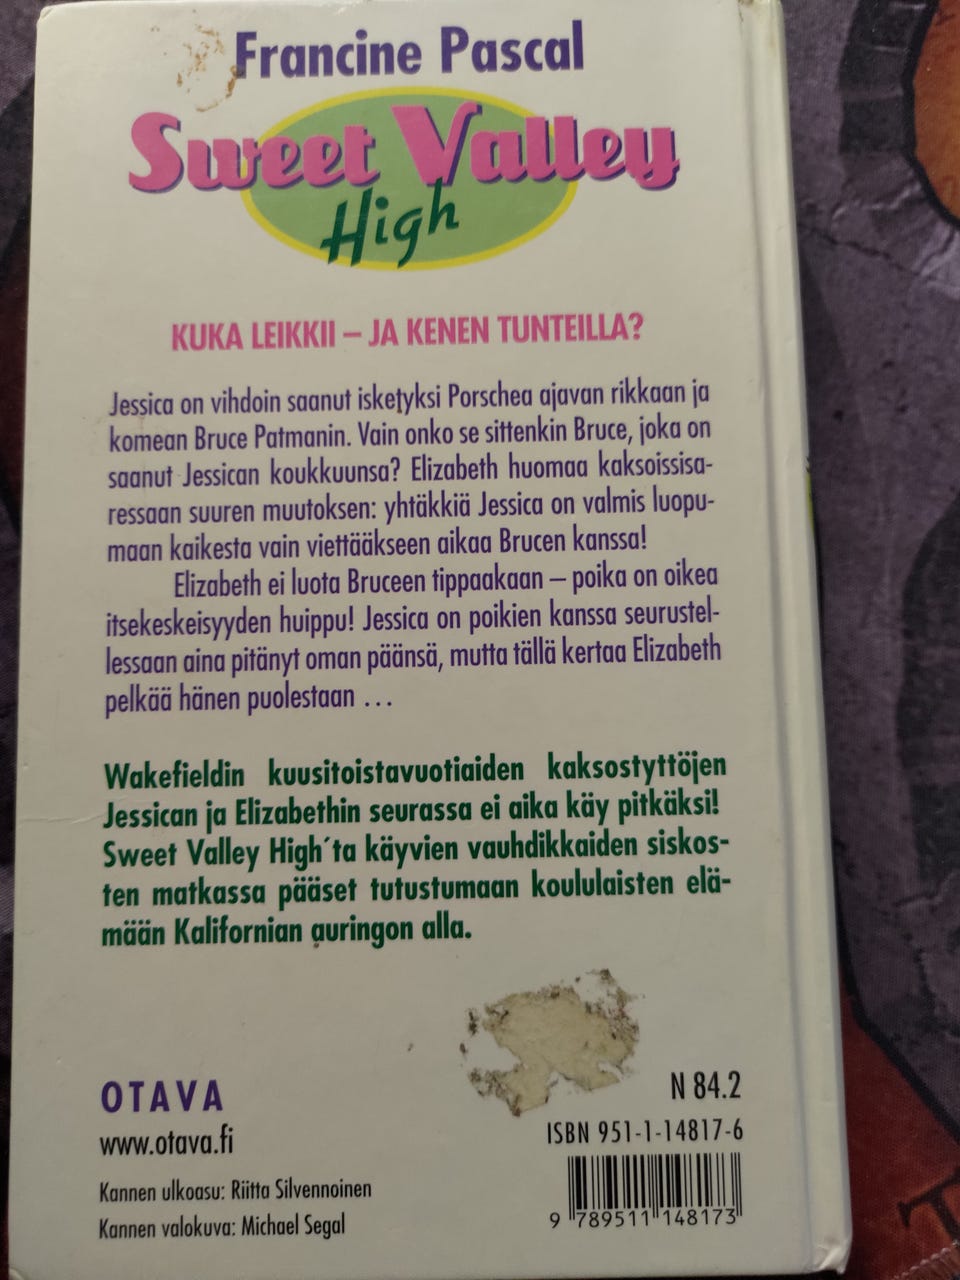 Francine Pascal
Sweet Valley
High
KUKA LEIKKII – JA KENEN TUNTEILLA?
Jessica on vihdoin saanut isketyksi Porschea ajavan rikkaan ja
komean Bruce Patmanin. Vain onko se sittenkin Bruce, joka on
saanut Jessican koukkuunsa? Elizabeth huomaa kaksoissisa-
ressaan suuren muutoksen: yhtäkkiä Jessica on valmis luopu-
maan kaikesta vain viettääkseen aikaa Brucen kanssa!
Elizabeth ei luota Bruceen tippaakaan – poika on oikea
itsekeskeisyyden huippu! Jessica on poikien kanssa seurustel-
lessaan aina pitänyt oman päänsä, mutta tällä kertaa Elizabeth
pelkää hänen puolestaan ...
Wakefieldin kuusitoistavuotiaiden kaksostyttöjen
Jessican ja Elizabethin seurassa ei aika käy pitkäksi!
Sweet Valley High´ta käyvien vauhdikkaiden siskos-
ten matkassa pääset tutustumaan koululaisten elä-
mään Kalifornian auringon alla.
OTAVA
www.otava.fi
Kannen ulkoasu: Riitta Silvennoinen
Kannen valokuva: Michael Segal
N 84.2
ISBN 951-1-14817-6
9 789511 148173